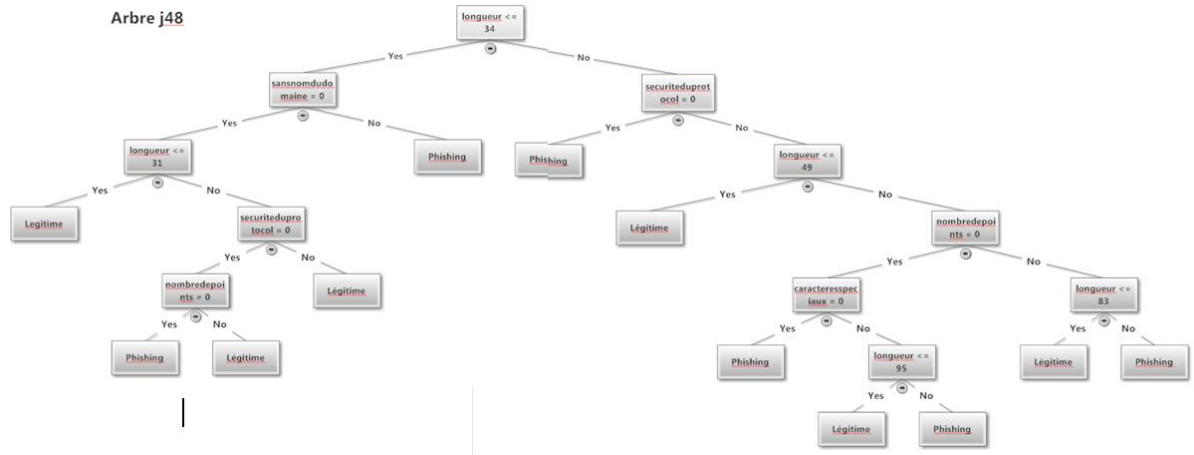 Arbre j48
longueur <=
34
Yes
No
sansnomdudo
maine = 0
securiteduprot
ocol = 0
Yes
No
Yes
No
longueur <=
31
Phishing
Phishing
longueur <=
49
Yes
No
Yes
No
Legitime
securitedupro
tocol = 0
Légitime
nombredepoi
nts = 0
Yes
No
Yes
No
nombredepoi
nts = 0
Légitime
caracteresspec
iaux = 0
longueur <=
83
Yes
No
Yes
No
Yes
No
Phishing
Légitime
Phishing
longueur <=
95
Légitime
Phishing
Yes
No
Légitime
Phishing